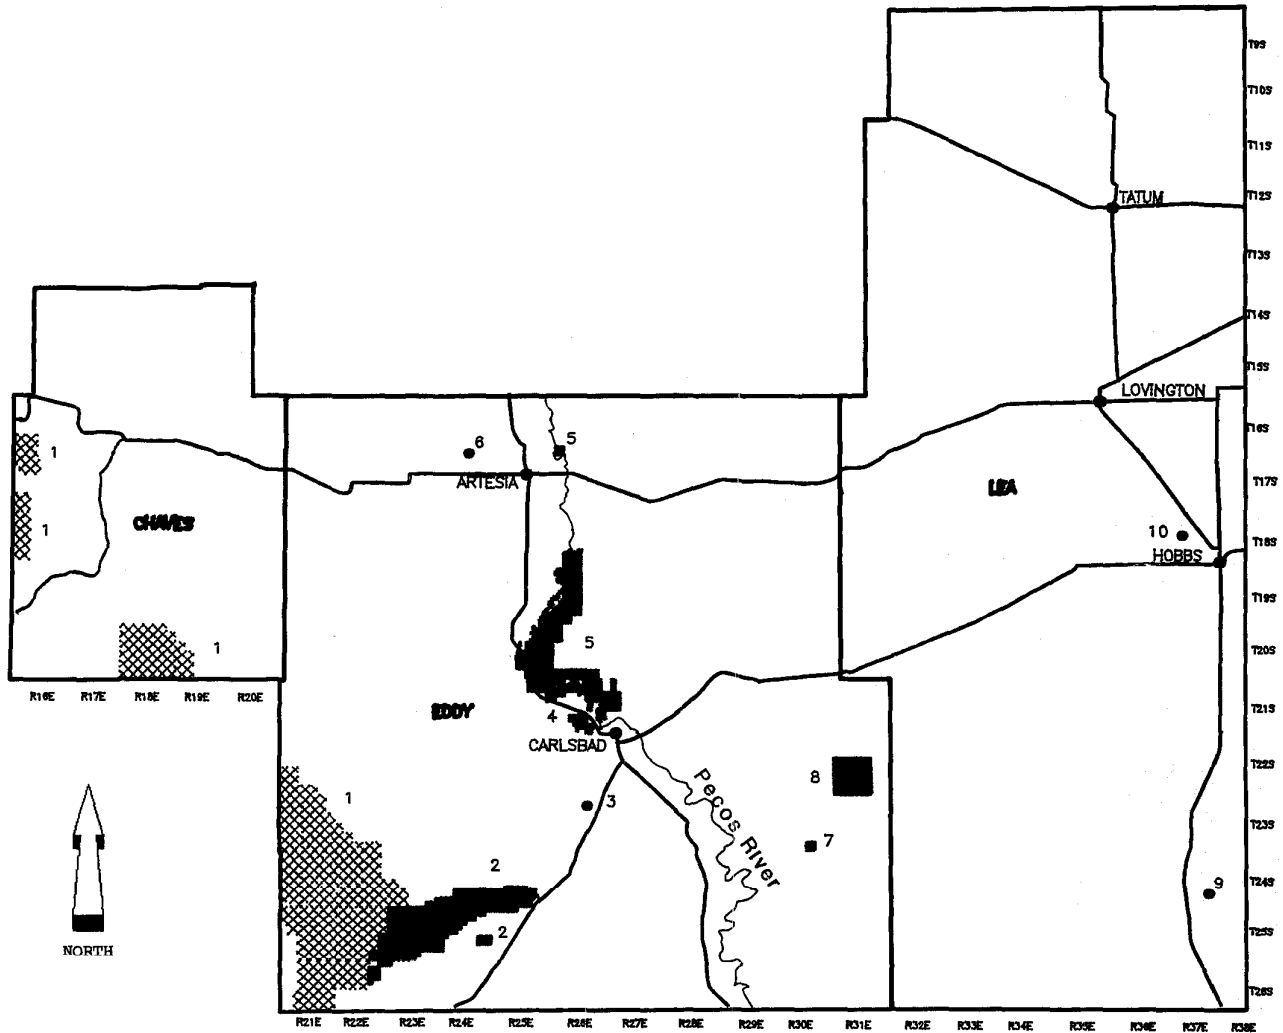 T9S
T10S
T11S
TATUM
T12S
T13S
T14S
T15S
LOVINGTON
T16S
6
5
1
ARTESIA
T17S
LEA
CHAVES
1
10
T18S
HOBBS
T19S
5
1
T20S
R16E R17E R18E R19E R20E
EDDY
4
T21S
CARLSBAD
T22S
8
Pecos River
1
3
T23S
7
2
T24S
9
2
T25S
NORTH
T26S
R21E R22E R23E R24E R25E R26E R27E R28E R29E R30E R31E R32E R33E R34E R35E R36E R37E R38E